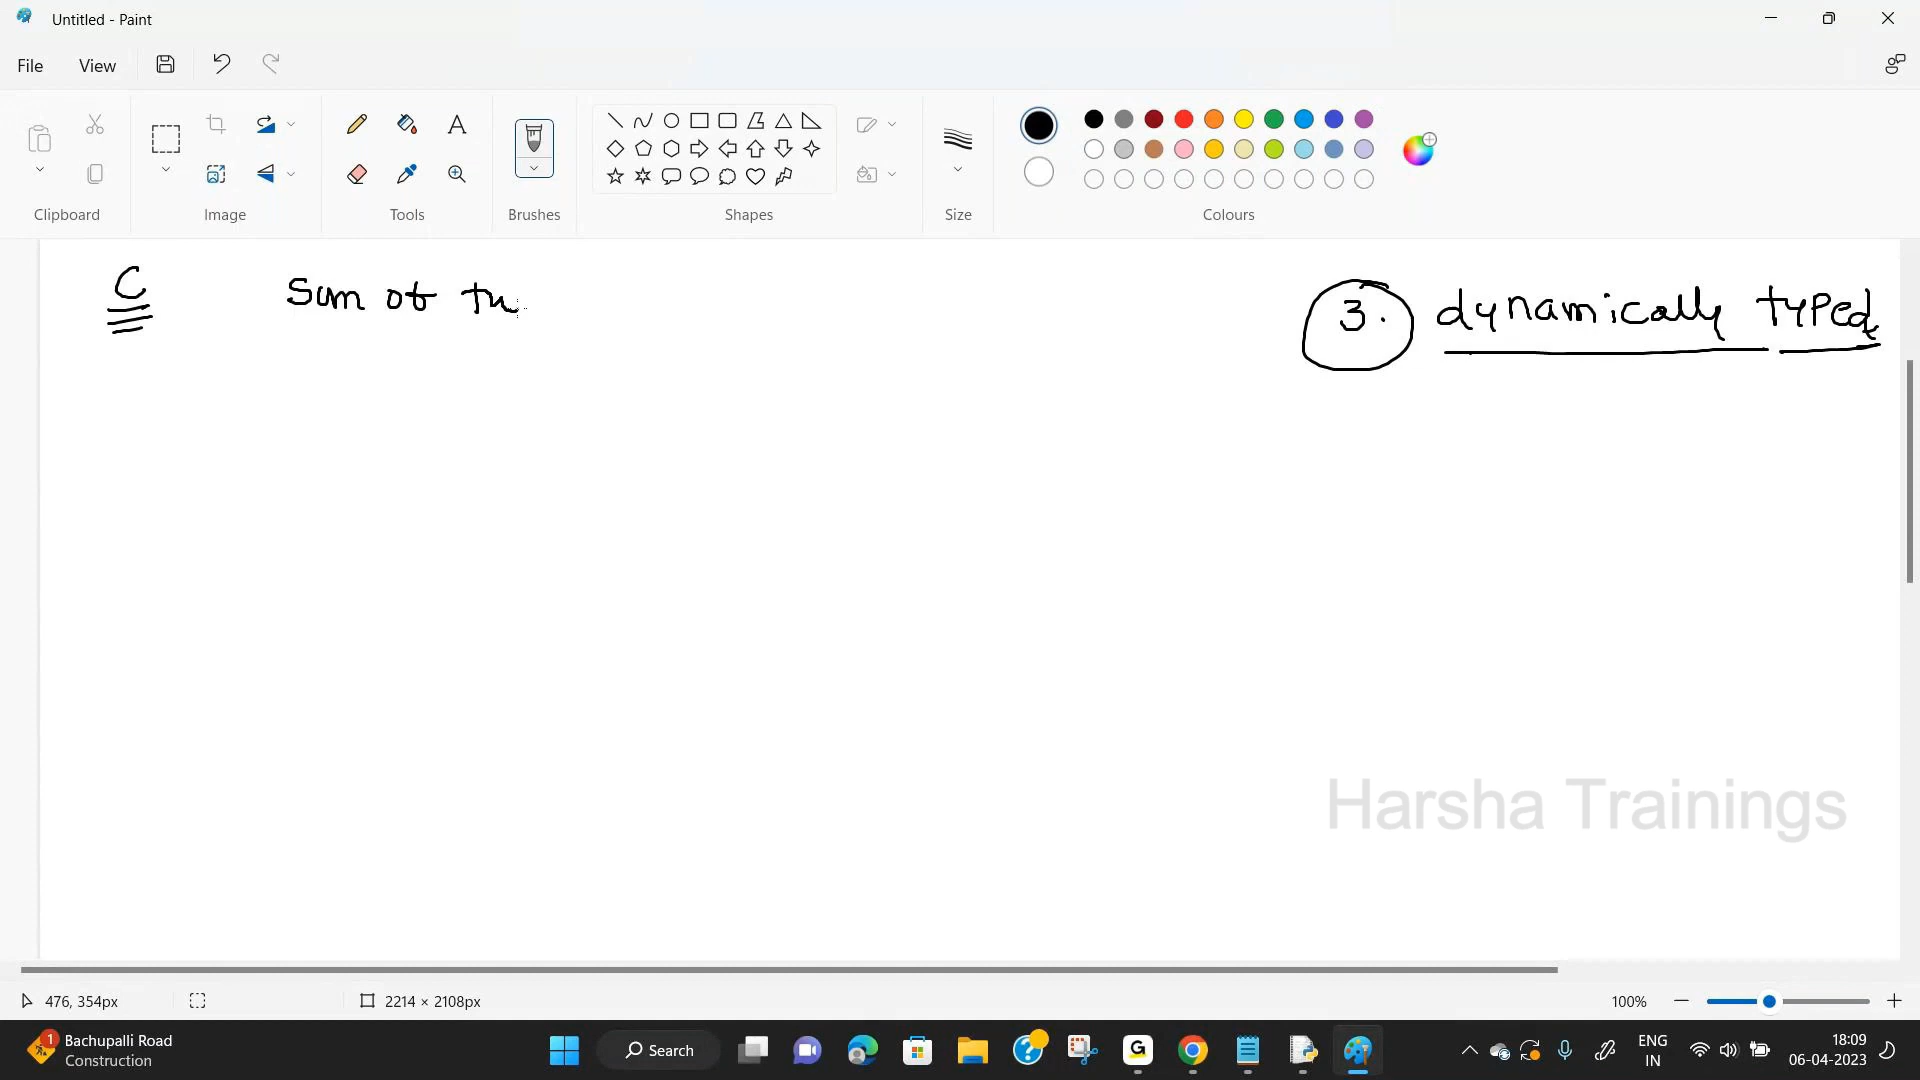 Untitled - Paint
File View
Clipboard Image Tools Brushes Shapes Size Colours
C Sum of tw
3. dynamically typed
Harsha Trainings
476, 354px 2214 × 2108px 100%
Bachupalli Road
Construction
Search
ENG
IN
18:09
06-04-2023